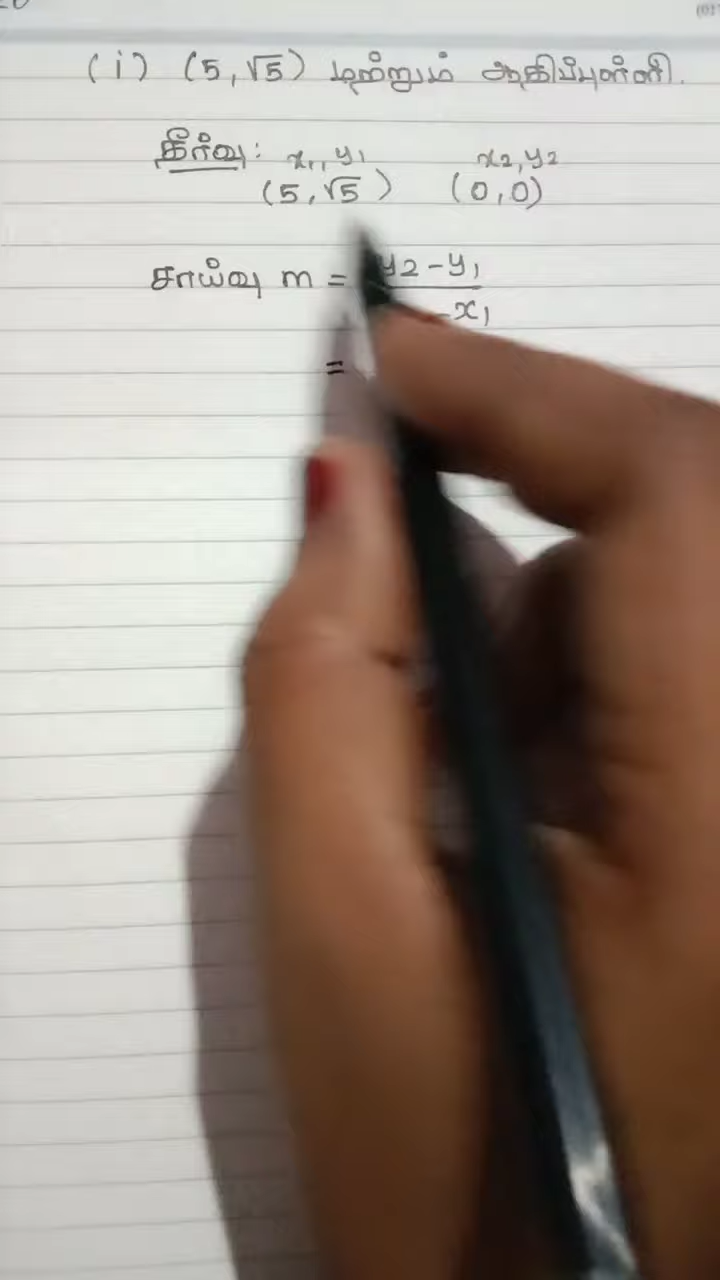 (i) (5,√5) மற்றும் ஆதிப்புள்ளி.
தீர்வு: x₁, y₁ x₂, y₂
(5,√5) (0,0)
சாய்வு m = y₂ - y₁
- x₁
=